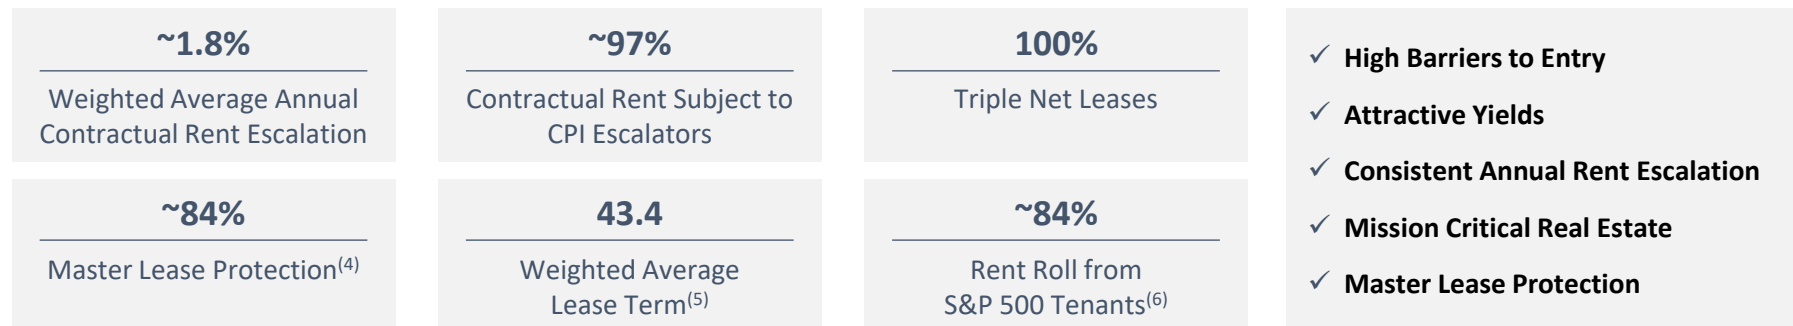 ~1.8%
Weighted Average Annual
Contractual Rent Escalation
~97%
Contractual Rent Subject to
CPI Escalators
100%
Triple Net Leases
~84%
Master Lease Protection(4)
43.4
Weighted Average
Lease Term(5)
~84%
Rent Roll from
S&P 500 Tenants(6)
✓ High Barriers to Entry
✓ Attractive Yields
✓ Consistent Annual Rent Escalation
✓ Mission Critical Real Estate
✓ Master Lease Protection